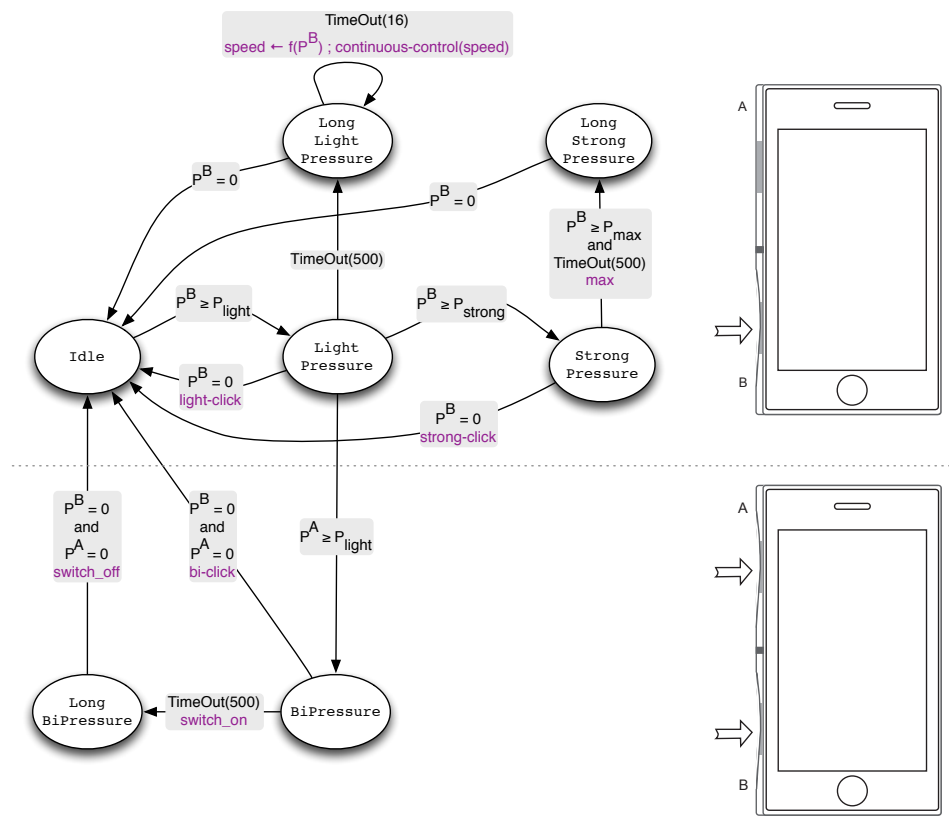 TimeOut(16)
speed ← f(P^B) ; continuous-control(speed)
Long
Light
Pressure
Long
Strong
Pressure
A
P^B = 0
P^B = 0
P^B ≥ P_max
and
TimeOut(500)
max
TimeOut(500)
P^B ≥ P_light
P^B ≥ P_strong
Idle
Light
Pressure
Strong
Pressure
P^B = 0
light-click
B
P^B = 0
strong-click
P^B = 0
and
P^A = 0
switch_off
P^B = 0
and
P^A = 0
bi-click
P^A ≥ P_light
A
Long
BiPressure
TimeOut(500)
switch_on
BiPressure
B